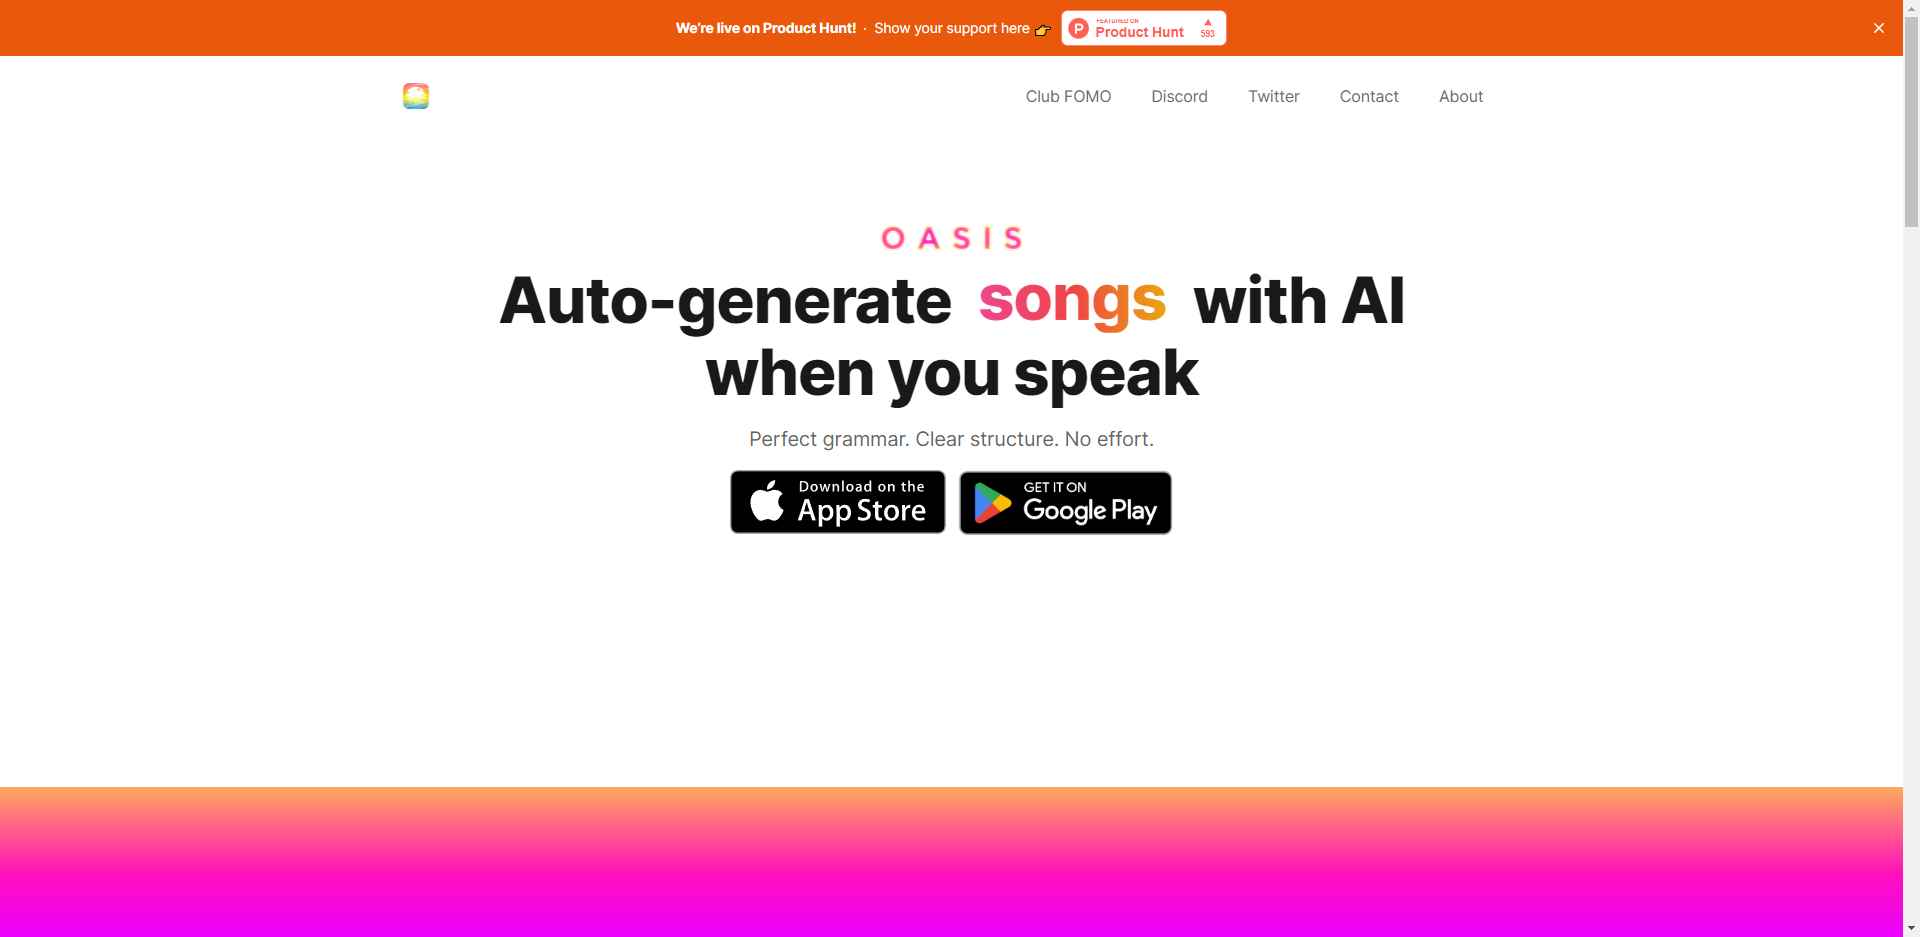 We're live on Product Hunt! · Show your support here 👉 FEATURED ON
Product Hunt 593
Club FOMO Discord Twitter Contact About
OASIS
Auto-generate songs with AI
when you speak
Perfect grammar. Clear structure. No effort.
Download on the
App Store
GET IT ON
Google Play